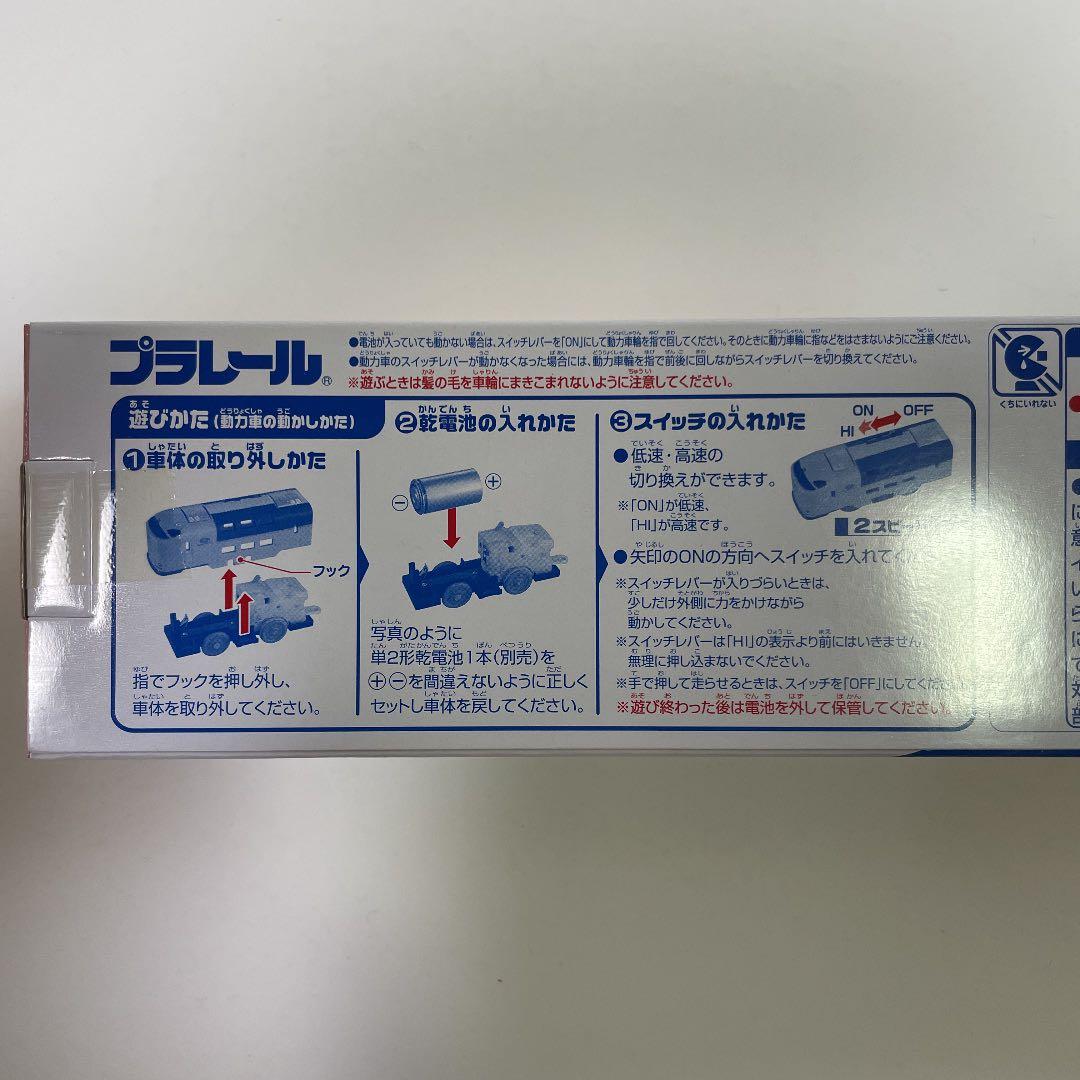 プラレール®
●電池が入っていても動かない場合は、スイッチレバーを「ON」にして動力車輪を指で回してください。そのときに動力車輪に指などをはさまないようにご注意ください。
●動力車のスイッチレバーが動かなくなった場合には、動力車輪を指で前後に回しながらスイッチレバーを切り換えてください。
※遊ぶときは髪の毛を車輪にまきこまれないように注意してください。
遊びかた(動力車の動かしかた)
①車体の取り外しかた
フック
指でフックを押し外し、
車体を取り外してください。
②乾電池の入れかた
⊖ ⊕
写真のように
単2形乾電池1本(別売)を
⊕⊖を間違えないように正しく
セットし車体を戻してください。
③スイッチの入れかた
ON OFF
HI
●低速・高速の
切り換えができます。
※「ON」が低速、
「HI」が高速です。
2スピー
●矢印のONの方向へスイッチを入れてく
※スイッチレバーが入りづらいときは、
少しだけ外側に力をかけながら
動かしてください。
※スイッチレバーは「HI」の表示より前にはいきません
無理に押し込まないでください。
※手で押して走らせるときは、スイッチを「OFF」にしてください
※遊び終わった後は電池を外して保管してください。
くちにいれない